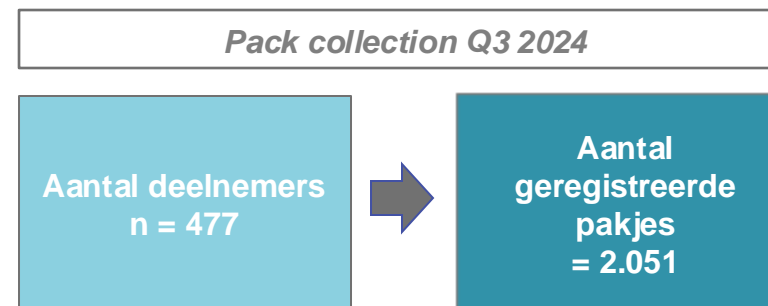 Pack collection Q3 2024
Aantal deelnemers
n = 477
Aantal
geregistreerde
pakjes
= 2.051